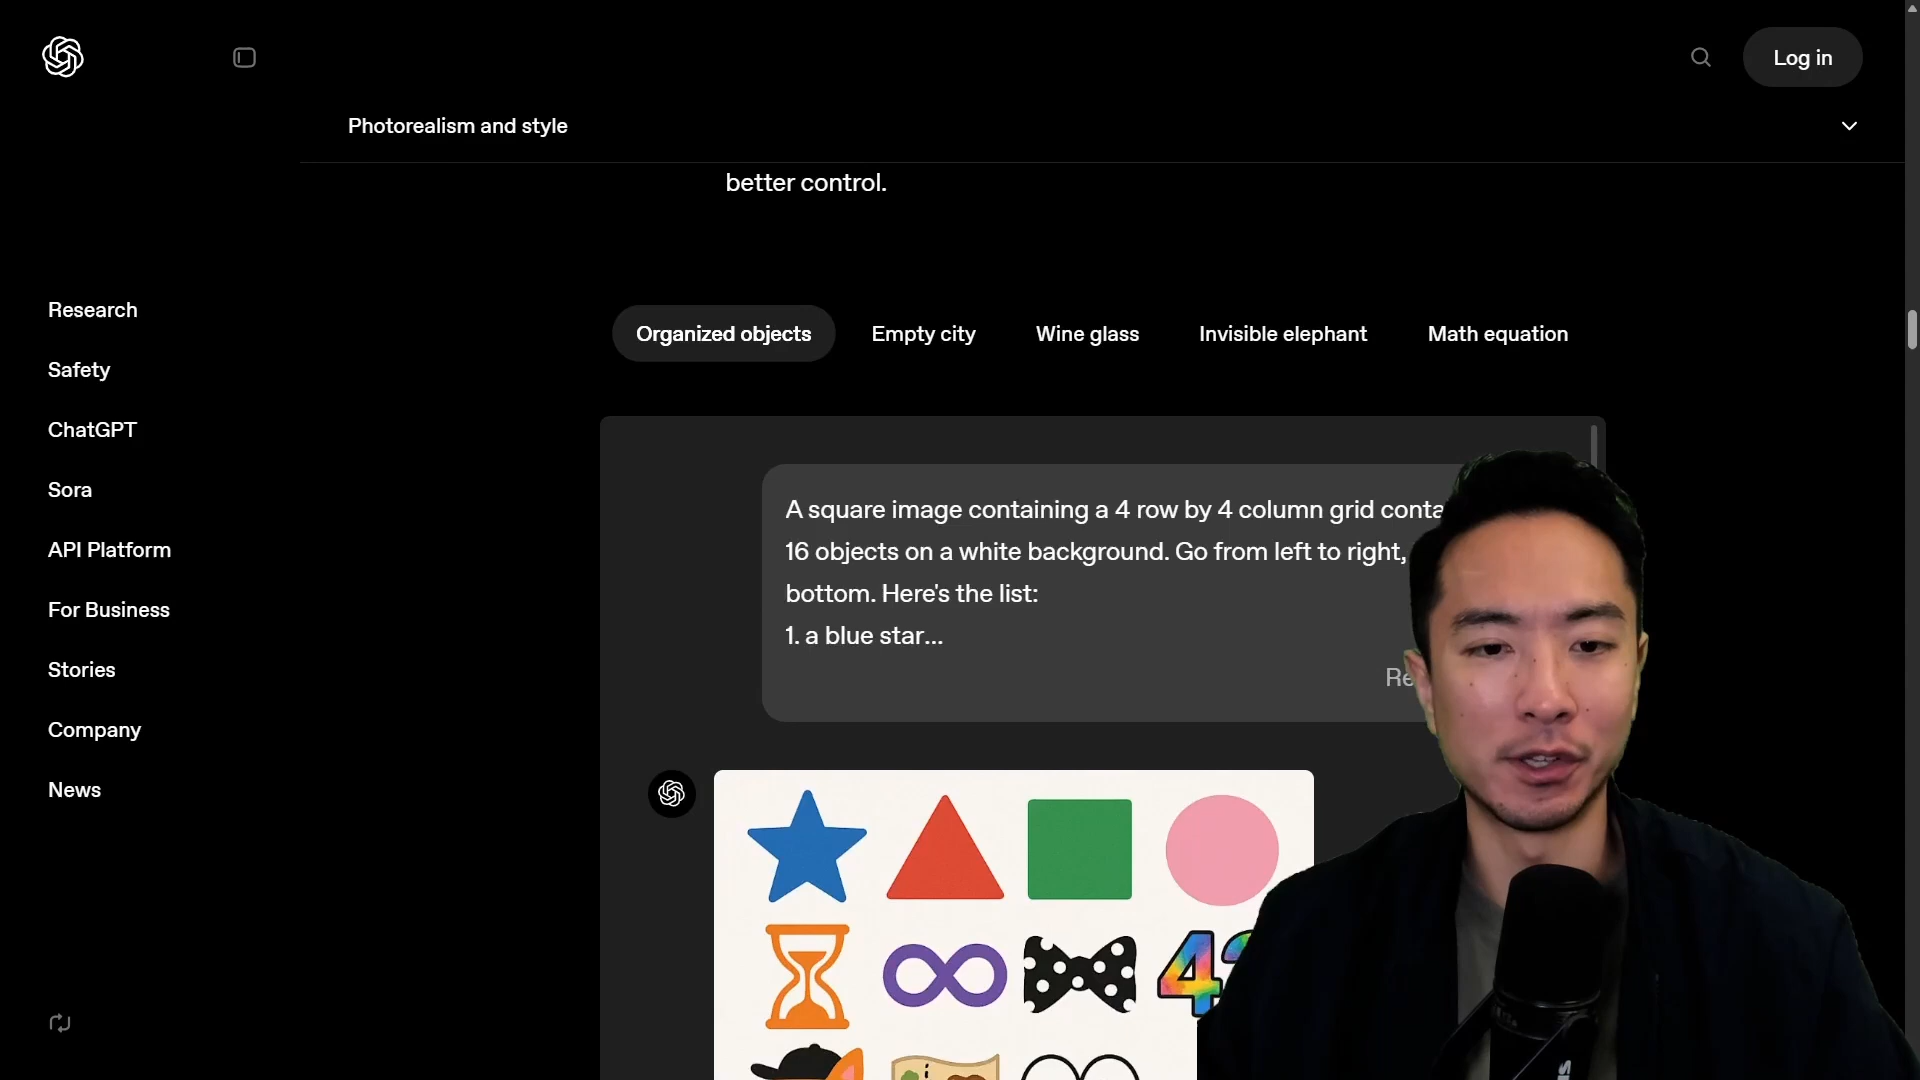 Log in
Photorealism and style
better control.
Research
Safety
ChatGPT
Sora
API Platform
For Business
Stories
Company
News
Organized objects
Empty city
Wine glass
Invisible elephant
Math equation
A square image containing a 4 row by 4 column grid
16 objects on a white background. Go from left to right,
bottom. Here's the list:
1. a blue star...